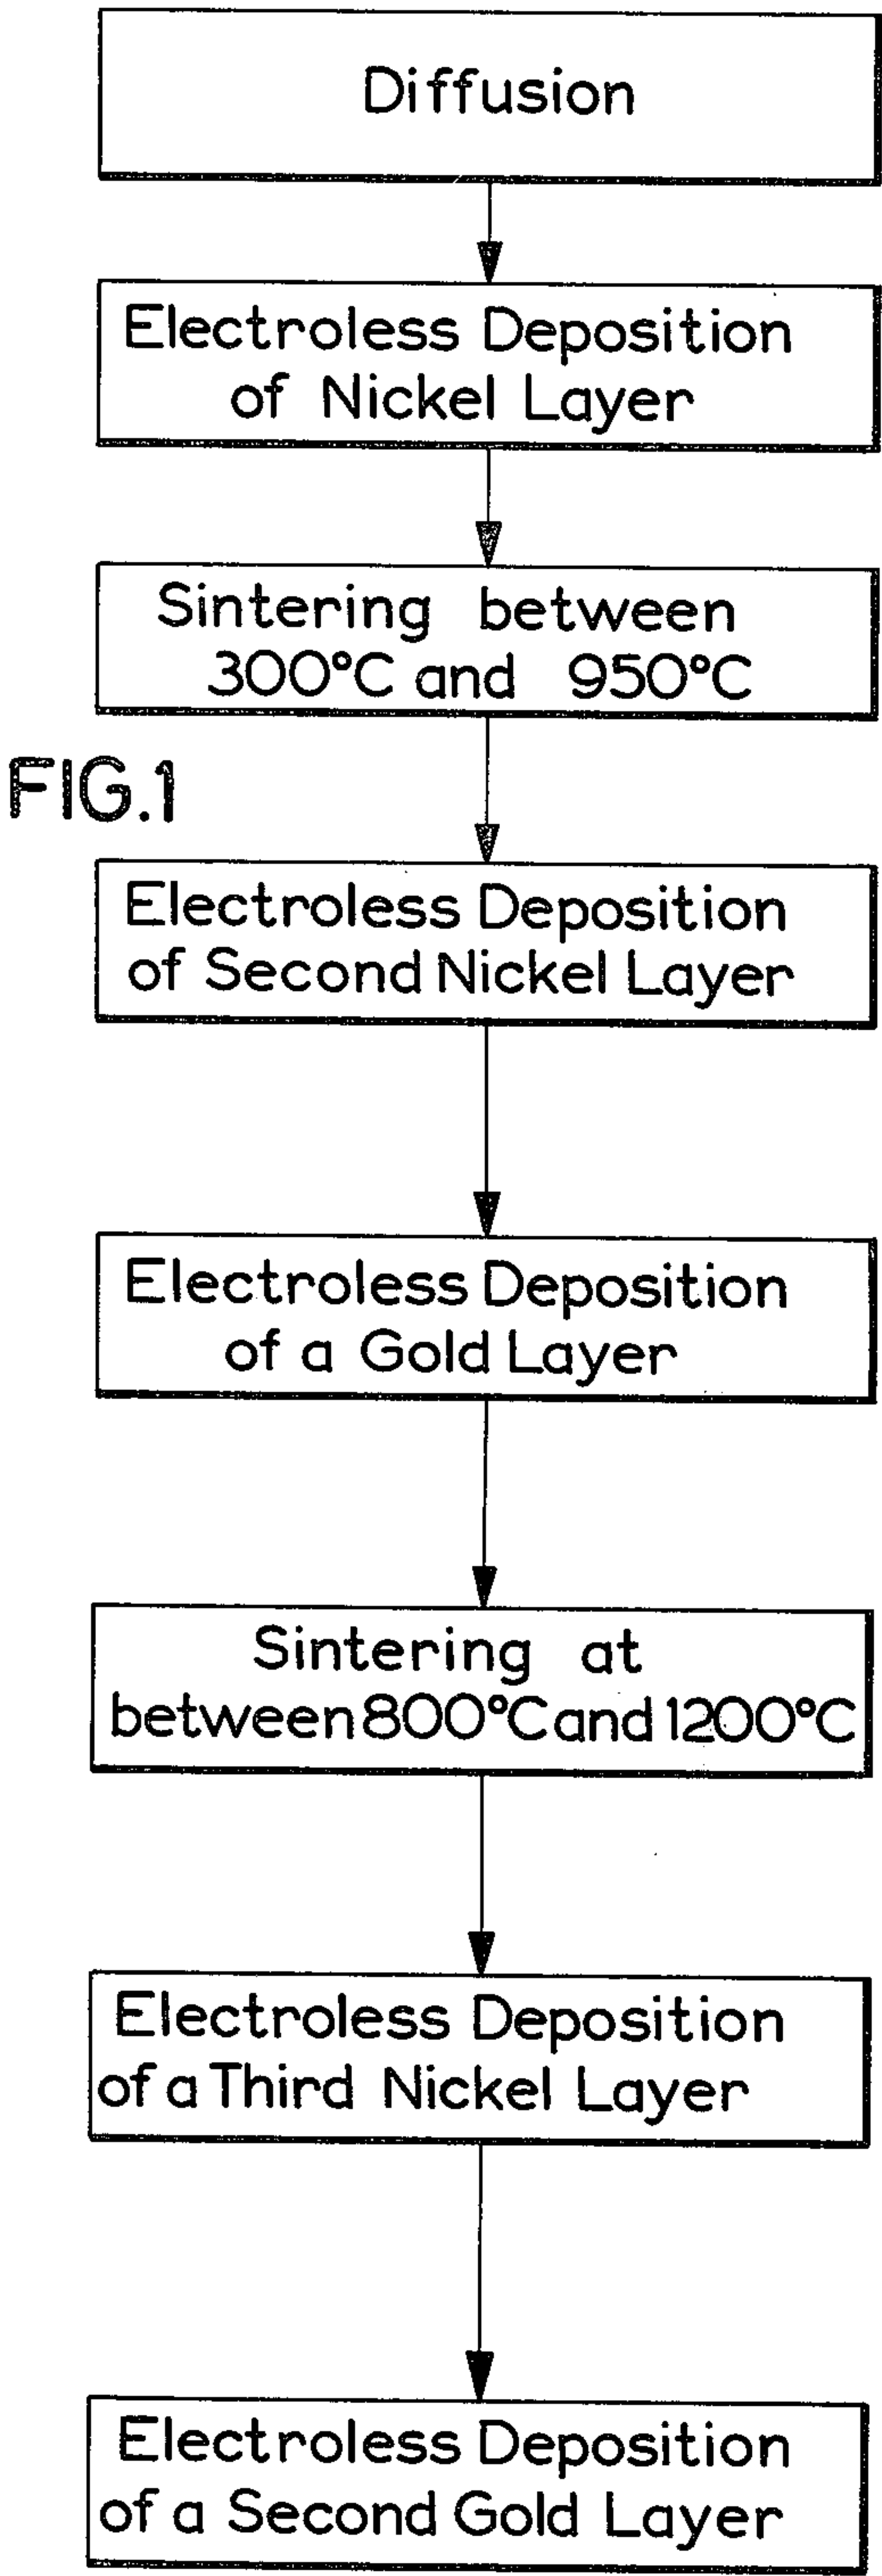 Diffusion
Electroless Deposition
of Nickel Layer
Sintering between
300°C and 950°C
FIG.1
Electroless Deposition
of Second Nickel Layer
Electroless Deposition
of a Gold Layer
Sintering at
between 800°C and 1200°C
Electroless Deposition
of a Third Nickel Layer
Electroless Deposition
of a Second Gold Layer